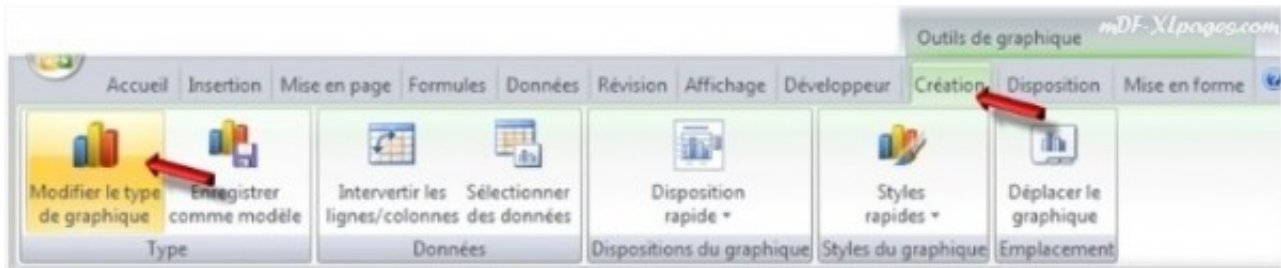 mDF-XLpages.com
Outils de graphique
Accueil Insertion Mise en page Formules Données Révision Affichage Développeur Création Disposition Mise en forme
Modifier le type Enregistrer Intervertir les Sélectionner Disposition Styles Déplacer le
de graphique comme modèle lignes/colonnes des données rapide rapides graphique
Type Données Dispositions du graphique Styles du graphique Emplacement